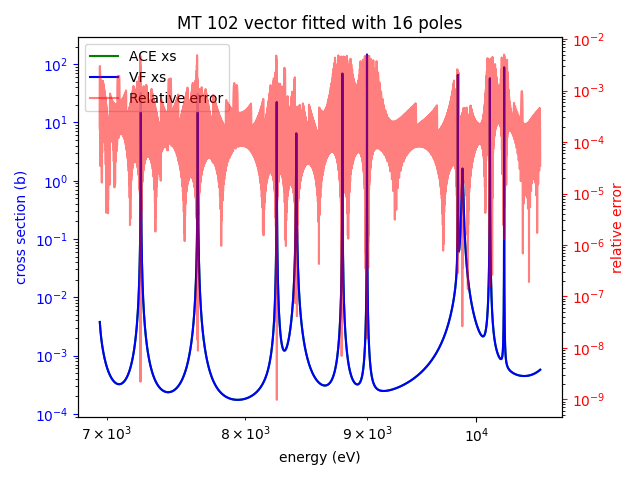 MT 102 vector fitted with 16 poles
ACE xs
VF xs
Relative error
cross section (b)
10²
10¹
10⁰
10⁻¹
10⁻²
10⁻³
10⁻⁴
10⁻²
10⁻³
10⁻⁴
10⁻⁵
10⁻⁶
10⁻⁷
10⁻⁸
10⁻⁹
relative error
7 × 10³
8 × 10³
9 × 10³
10⁴
energy (eV)